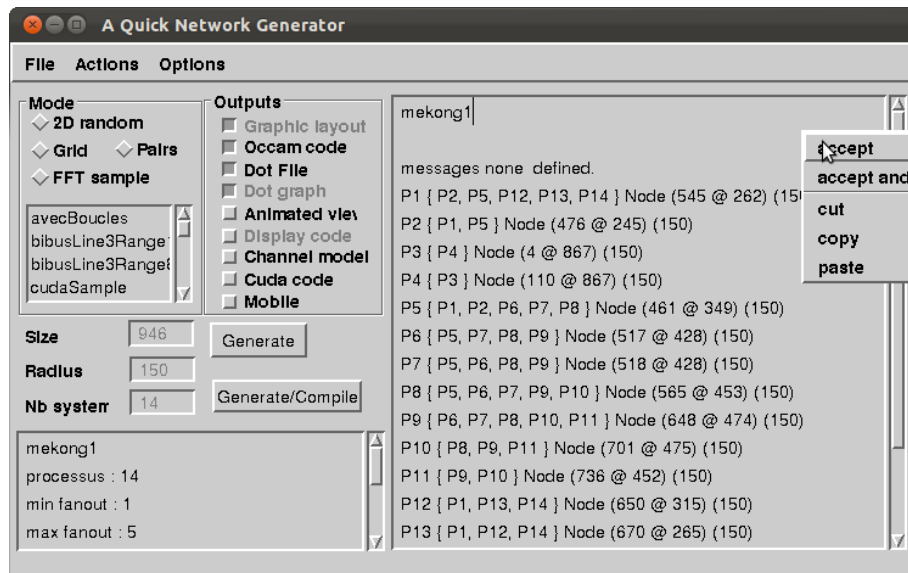 A Quick Network Generator
File Actions Options
Mode
2D random
Grid Pairs
FFT sample
avecBoucles
bibusLine3Range
bibusLine3Range
cudaSample
Outputs
Graphic layout
Occam code
Dot File
Dot graph
Animated view
Display code
Channel model
Cuda code
Mobile
Size 946
Radius 150
Nb system 14
Generate
Generate/Compile
mekong1
processus : 14
min fanout : 1
max fanout : 5
mekong1
messages none defined.
P1 { P2, P5, P12, P13, P14 } Node (545 @ 262) (150
P2 { P1, P5 } Node (476 @ 245) (150)
P3 { P4 } Node (4 @ 867) (150)
P4 { P3 } Node (110 @ 867) (150)
P5 { P1, P2, P6, P7, P8 } Node (461 @ 349) (150)
P6 { P5, P7, P8, P9 } Node (517 @ 428) (150)
P7 { P5, P6, P8, P9 } Node (518 @ 428) (150)
P8 { P5, P6, P7, P9, P10 } Node (565 @ 453) (150)
P9 { P6, P7, P8, P10, P11 } Node (648 @ 474) (150)
P10 { P8, P9, P11 } Node (701 @ 475) (150)
P11 { P9, P10 } Node (736 @ 452) (150)
P12 { P1, P13, P14 } Node (650 @ 315) (150)
P13 { P1, P12, P14 } Node (670 @ 265) (150)
accept
accept and
cut
copy
paste